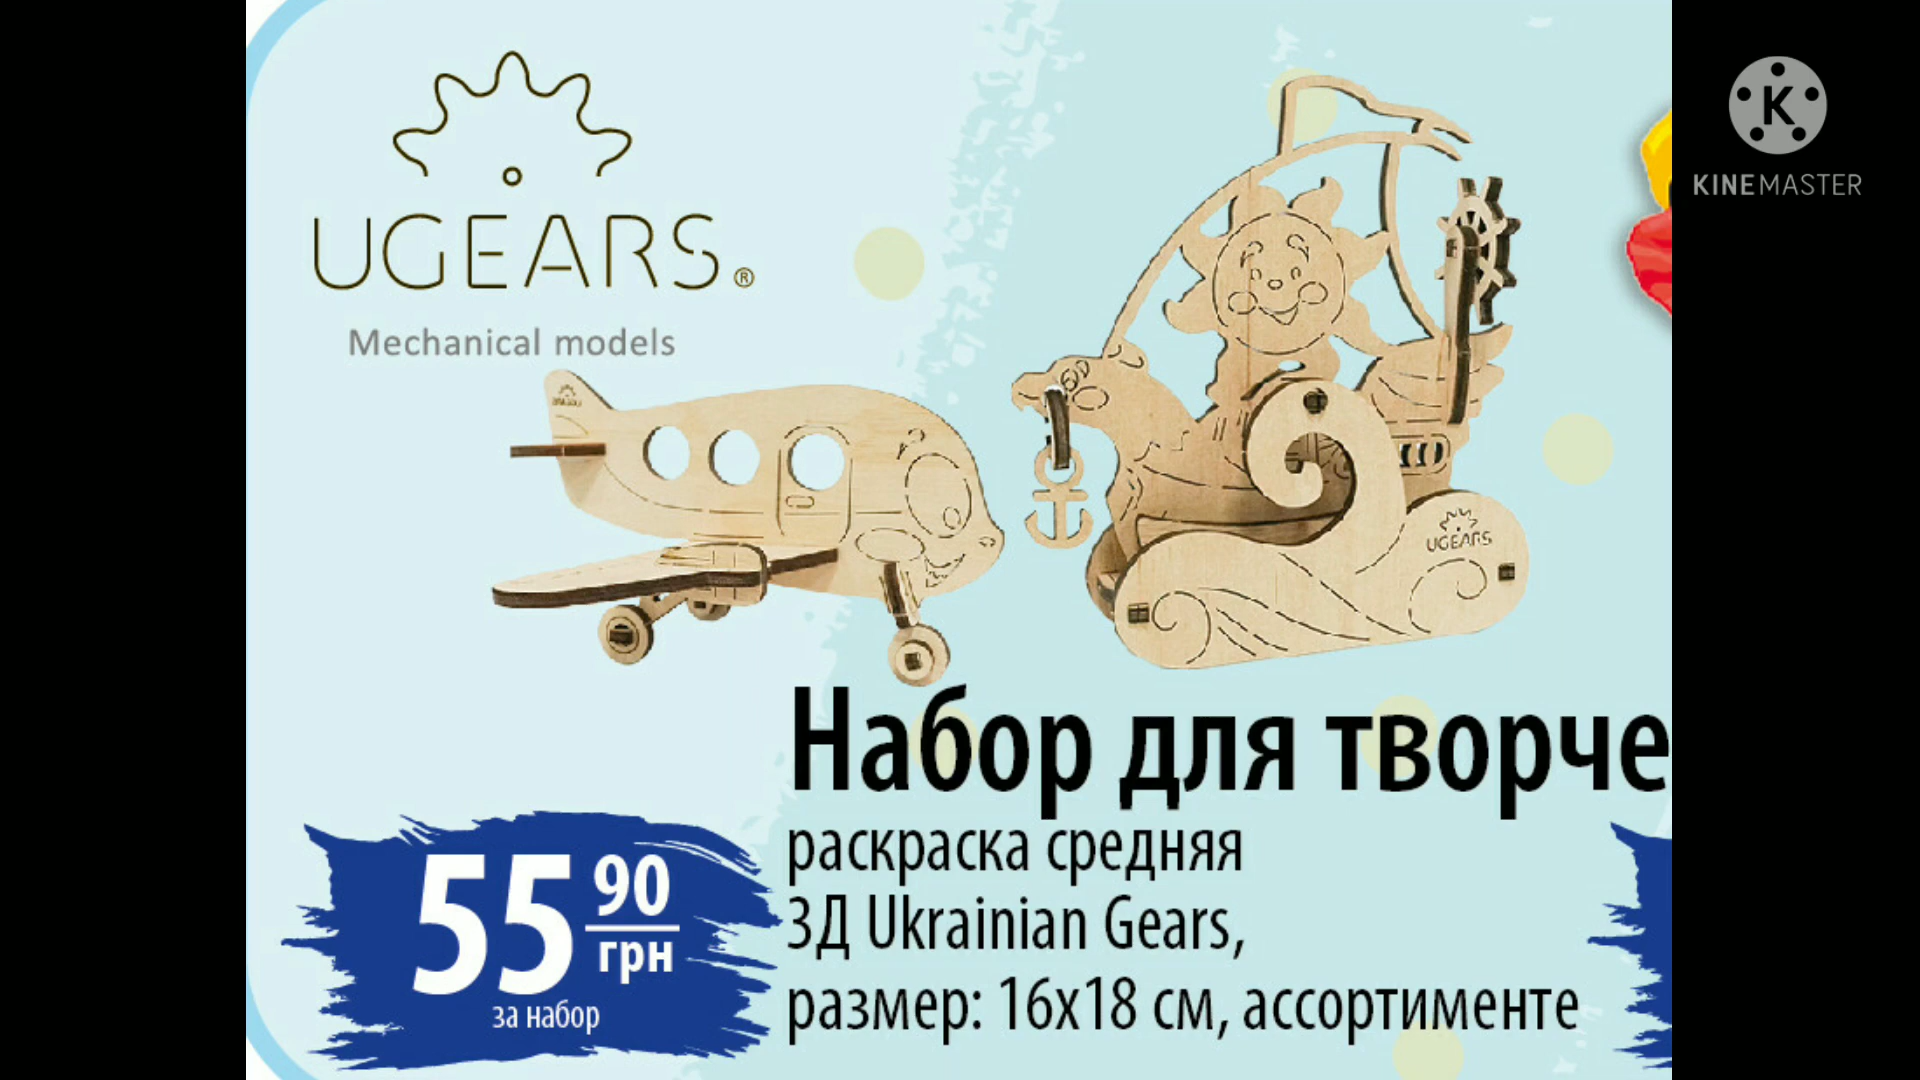 UGEARS®
Mechanical models
UGEARS
K
KINEMASTER
Набор для творче
раскраска средняя
3Д Ukrainian Gears,
размер: 16х18 см, ассортименте
55 90
грн
за набор